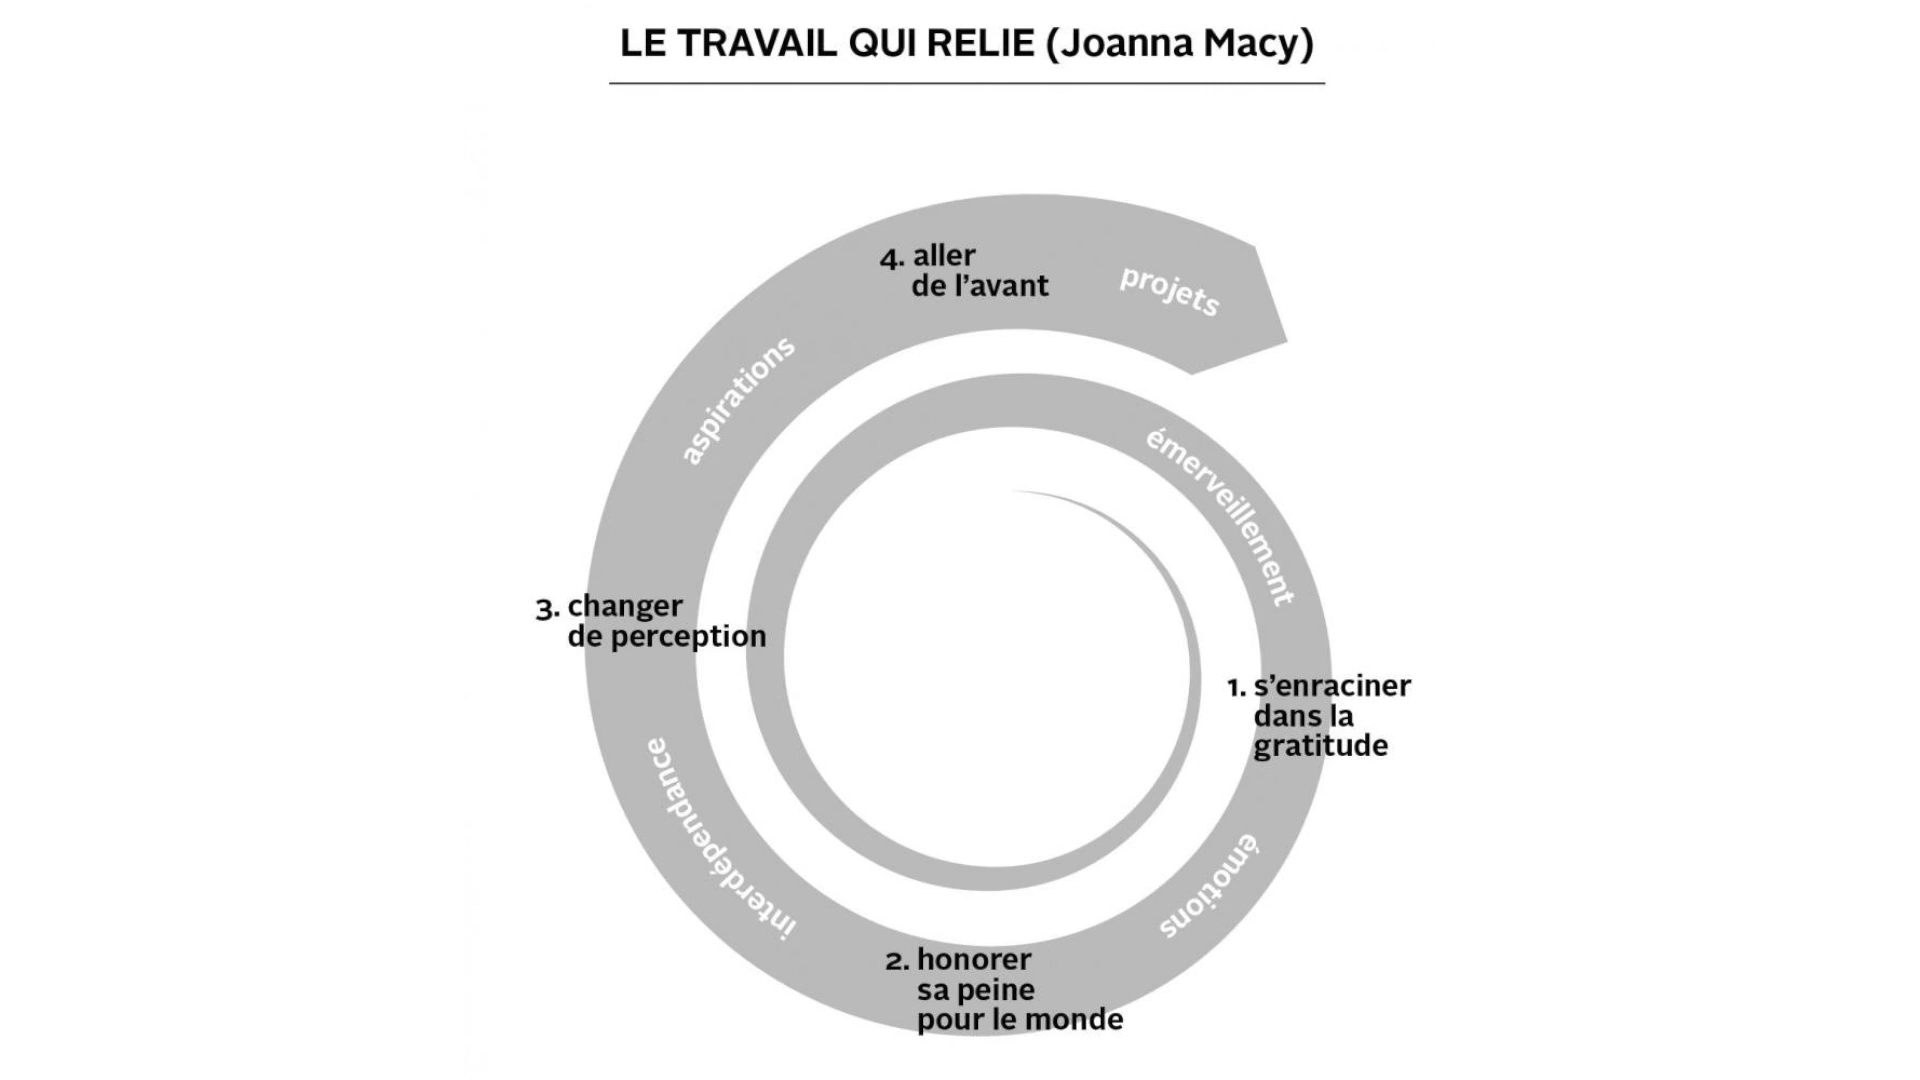 LE TRAVAIL QUI RELIE (Joanna Macy)
4. aller
de l’avant
projets
aspirations
émerveillement
3. changer
de perception
1. s’enraciner
dans la
gratitude
interdépendance
émotions
2. honorer
sa peine
pour le monde